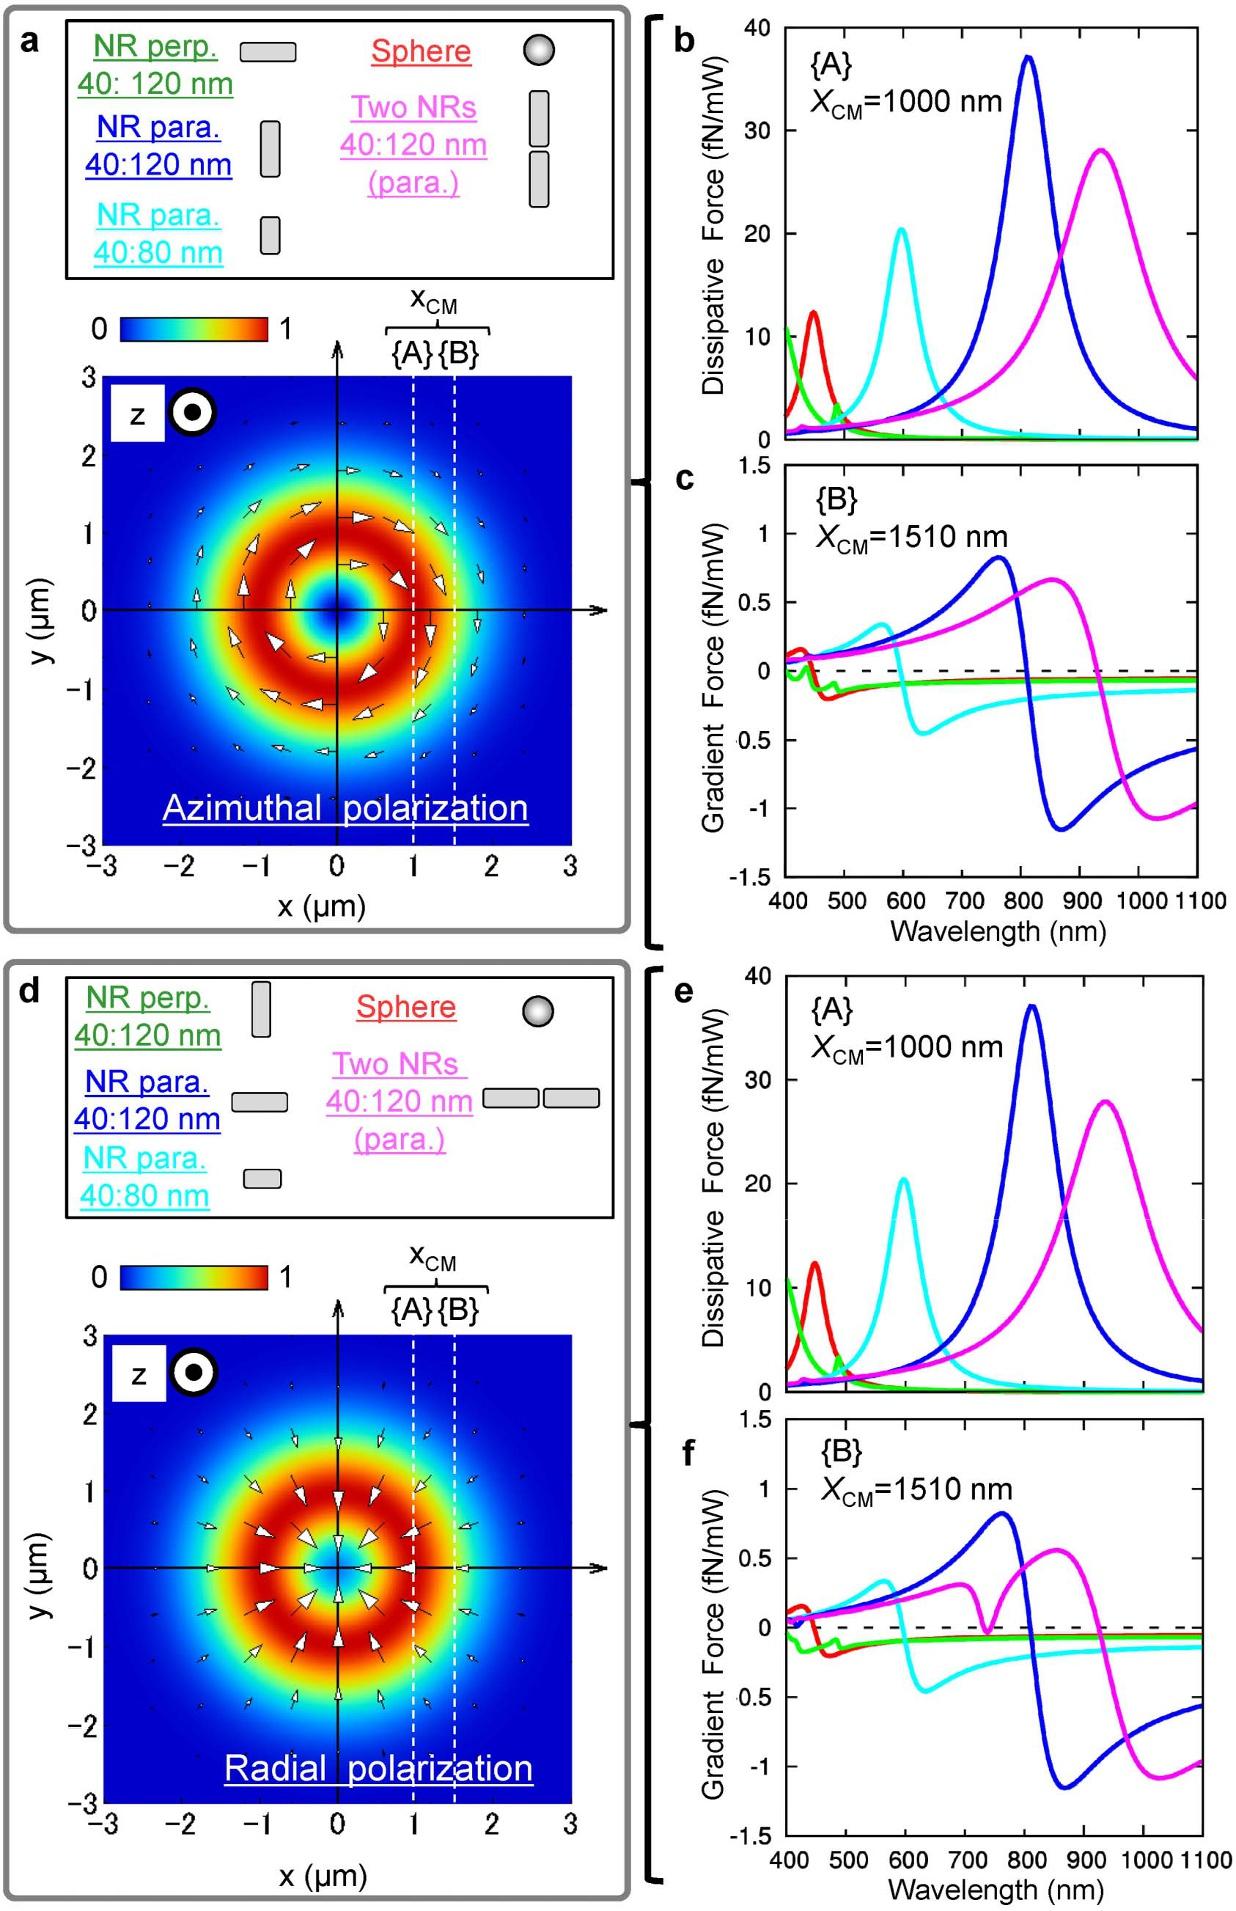 a
NR perp.
40: 120 nm
NR para.
40:120 nm
NR para.
40:80 nm
Sphere
Two NRs
40:120 nm
(para.)
0 1
xCM
{A} {B}
z
3
2
1
0
−1
−2
−3
y (μm)
Azimuthal polarization
−3 −2 −1 0 1 2 3
x (μm)
b
{A}
XCM=1000 nm
40
30
20
10
0
Dissipative Force (fN/mW)
c
{B}
XCM=1510 nm
1.5
1
0.5
0
-0.5
-1
-1.5
Gradient Force (fN/mW)
400 500 600 700 800 900 1000 1100
Wavelength (nm)
d
NR perp.
40:120 nm
NR para.
40:120 nm
NR para.
40:80 nm
Sphere
Two NRs
40:120 nm
(para.)
0 1
xCM
{A} {B}
z
3
2
1
0
−1
−2
−3
y (μm)
Radial polarization
−3 −2 −1 0 1 2 3
x (μm)
e
{A}
XCM=1000 nm
40
30
20
10
0
Dissipative Force (fN/mW)
f
{B}
XCM=1510 nm
1.5
1
0.5
0
-0.5
-1
-1.5
Gradient Force (fN/mW)
400 500 600 700 800 900 1000 1100
Wavelength (nm)